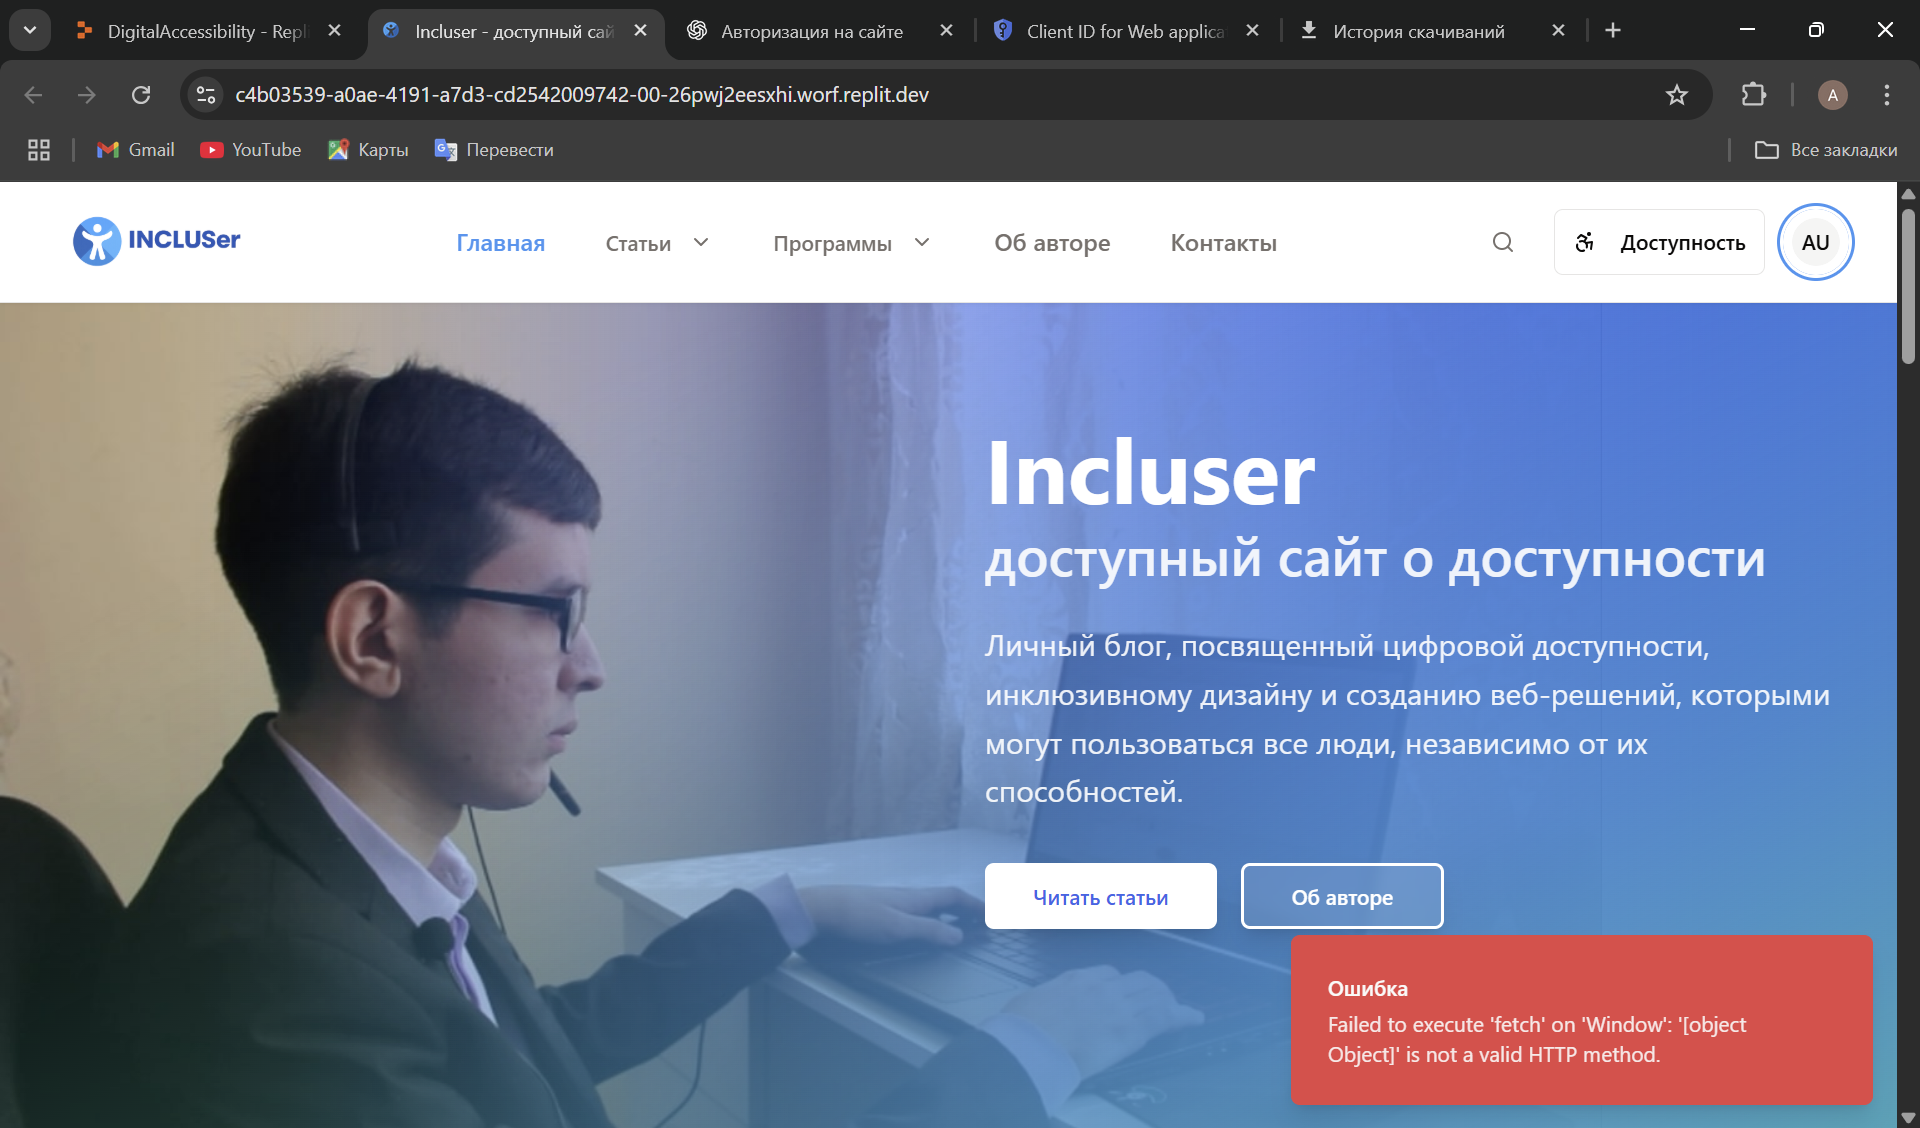 DigitalAccessibility - Repl
Incluser - доступный сай
Авторизация на сайте
Client ID for Web applica
История скачиваний
c4b03539-a0ae-4191-a7d3-cd2542009742-00-26pwj2eesxhi.worf.replit.dev
A
Gmail
YouTube
Карты
Перевести
Все закладки
INCLUSer
Главная
Статьи
Программы
Об авторе
Контакты
Доступность
AU
Incluser
доступный сайт о доступности
Личный блог, посвященный цифровой доступности,
инклюзивному дизайну и созданию веб-решений, которыми
могут пользоваться все люди, независимо от их
способностей.
Читать статьи
Об авторе
Ошибка
Failed to execute 'fetch' on 'Window': '[object
Object]' is not a valid HTTP method.